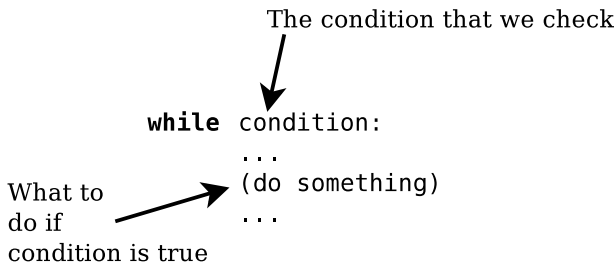 The condition that we check
while condition:
...
(do something)
...
What to
do if
condition is true